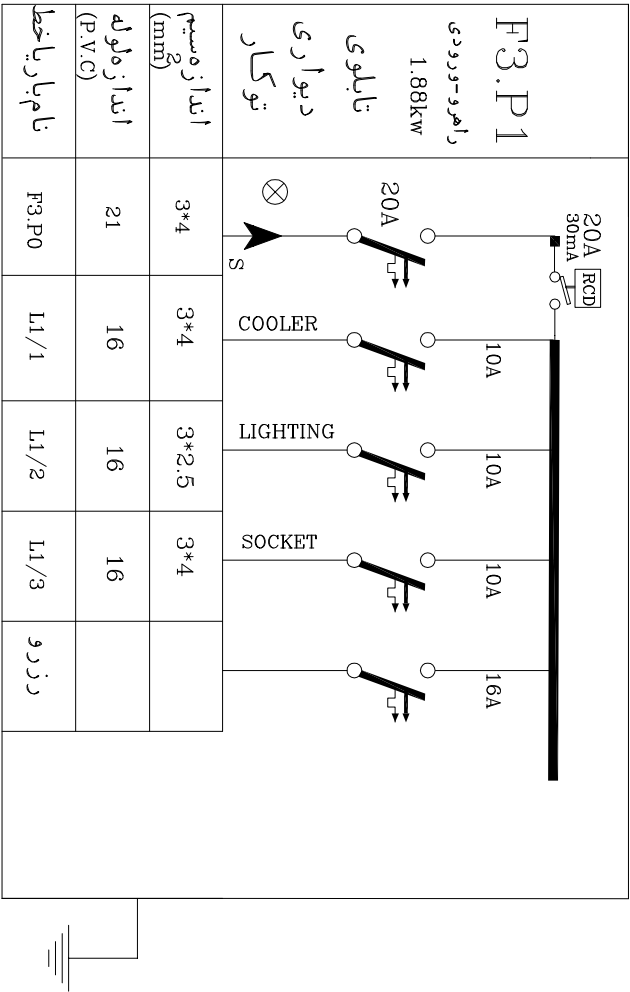 F3.P1
راهرو-ورودی
1.88kw
تابلوی
دیواری
توکار
20A
30mA
RCD
20A
10A
10A
10A
16A
S
COOLER
LIGHTING
SOCKET
اندازه سیم
(mm²)
3*4
3*4
3*2.5
3*4
اندازه لوله
(P.V.C)
21
16
16
16
نام بار یا خط
F3.P0
L1/1
L1/2
L1/3
رزرو